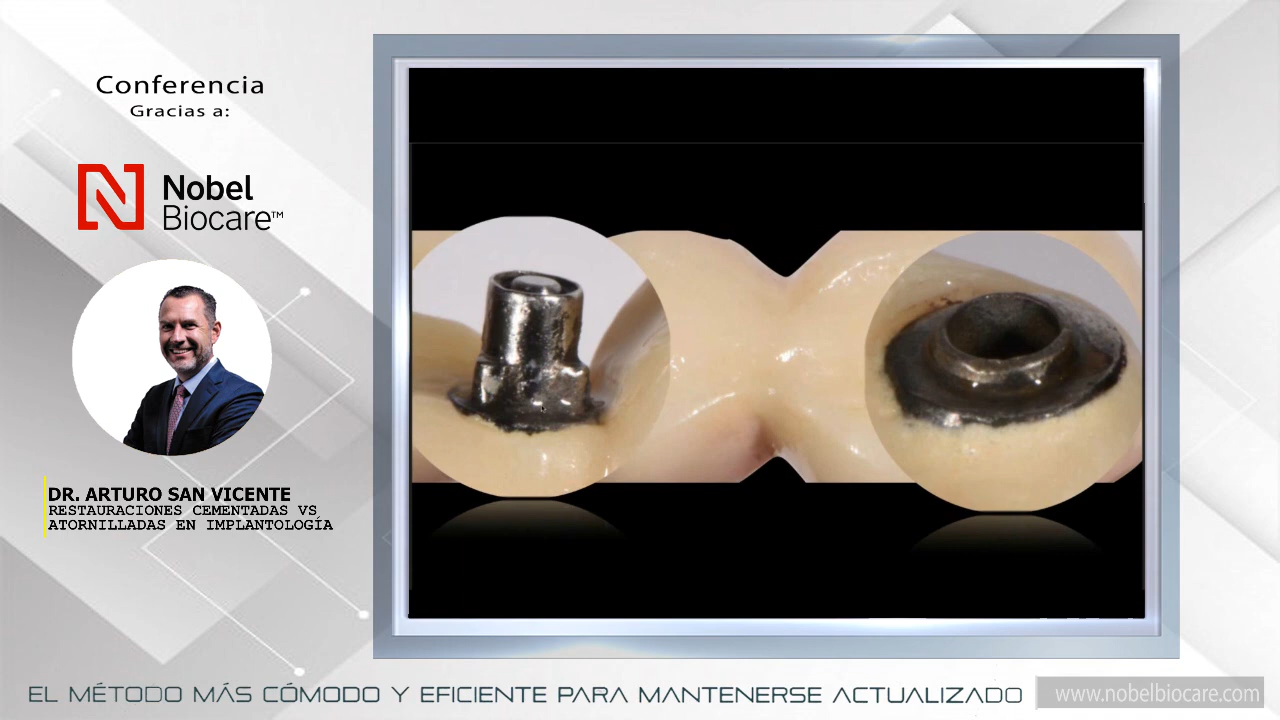 Conferencia
Gracias a:
Nobel
Biocare™
DR. ARTURO SAN VICENTE
RESTAURACIONES CEMENTADAS VS
ATORNILLADAS EN IMPLANTOLOGÍA
EL MÉTODO MÁS CÓMODO Y EFICIENTE PARA MANTENERSE ACTUALIZADO
www.nobelbiocare.com